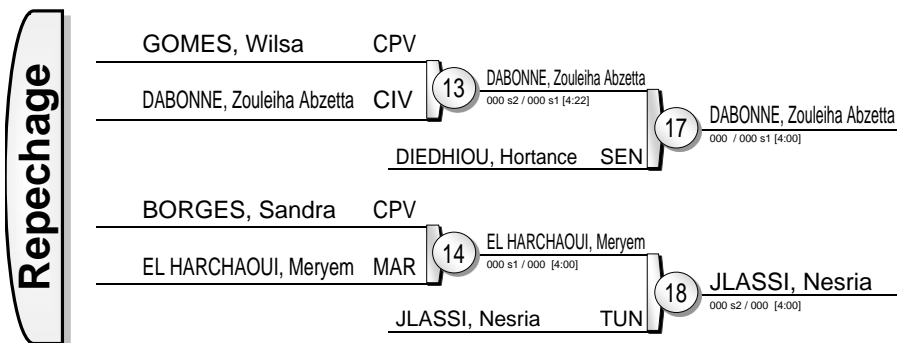 Repechage
GOMES, Wilsa CPV
DABONNE, Zouleiha Abzetta CIV
13
DABONNE, Zouleiha Abzetta
000 s2 / 000 s1 [4:22]
DIEDHIOU, Hortance SEN
17
DABONNE, Zouleiha Abzetta
000 / 000 s1 [4:00]
BORGES, Sandra CPV
EL HARCHAOUI, Meryem MAR
14
EL HARCHAOUI, Meryem
000 s1 / 000 [4:00]
JLASSI, Nesria TUN
18
JLASSI, Nesria
000 s2 / 000 [4:00]